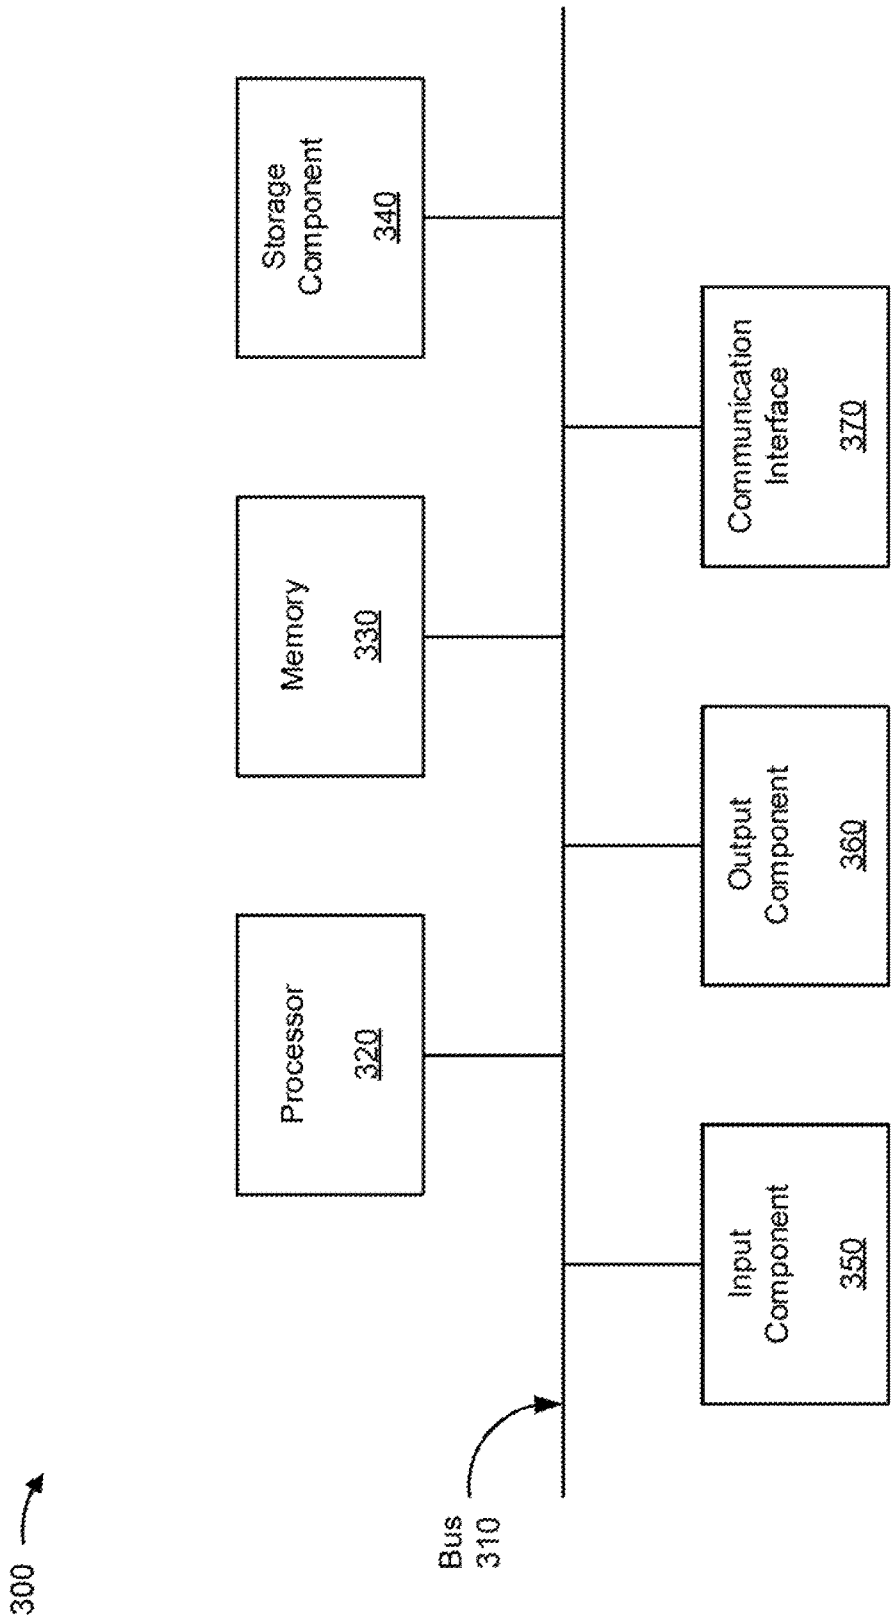 300
Bus
310
Processor
320
Memory
330
Storage
Component
340
Input
Component
350
Output
Component
360
Communication
Interface
370